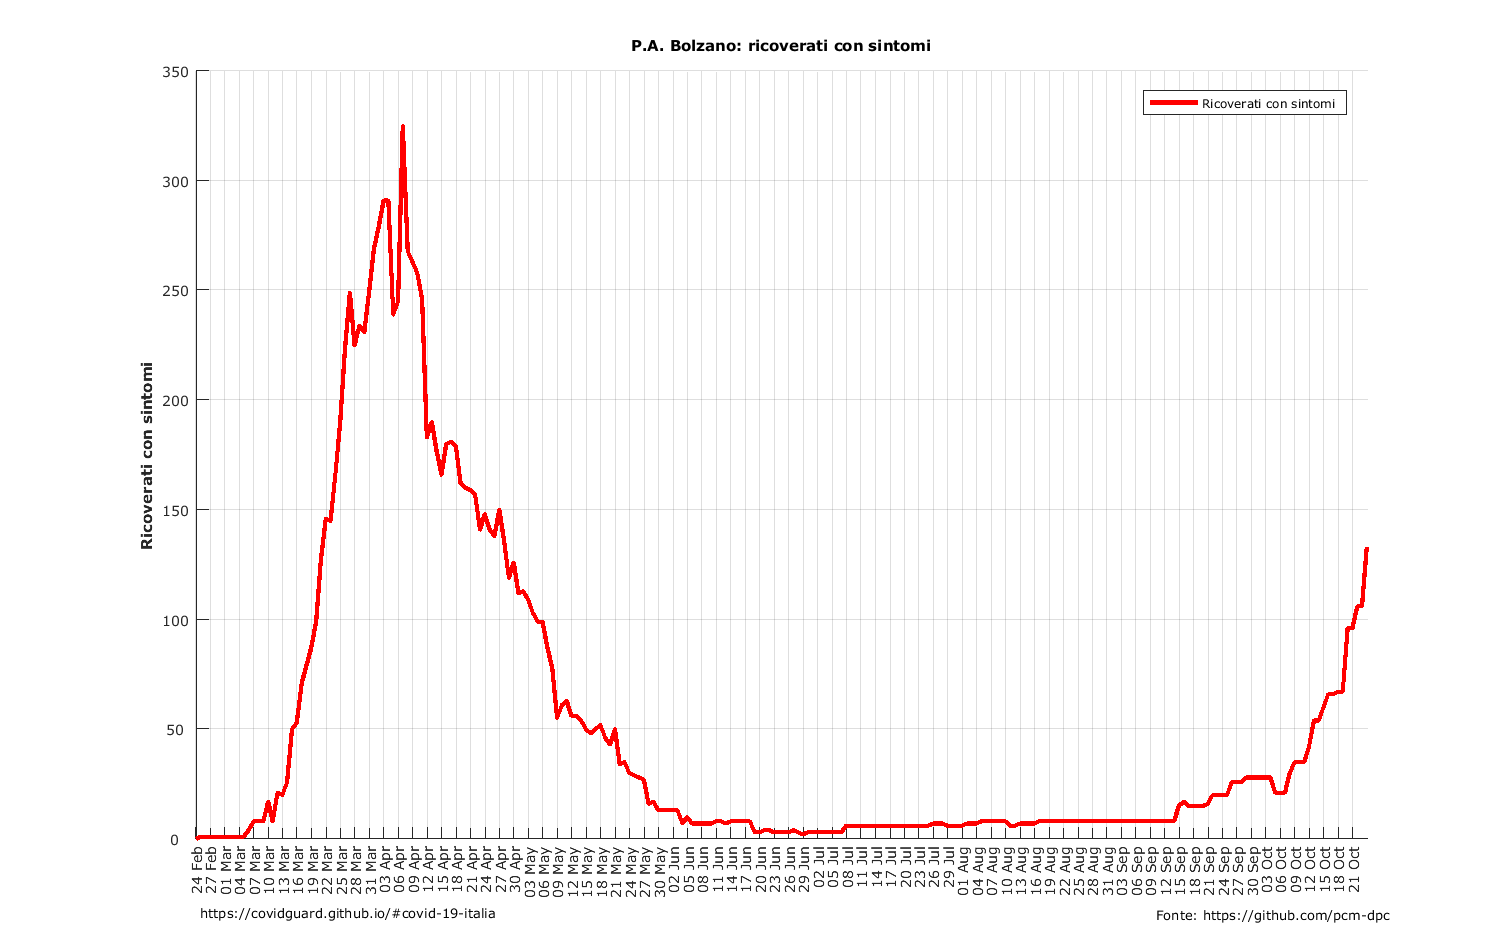 P.A. Bolzano: ricoverati con sintomi
Ricoverati con sintomi
Ricoverati con sintomi
350
300
250
200
150
100
50
0
24 Feb
27 Feb
01 Mar
04 Mar
07 Mar
10 Mar
13 Mar
16 Mar
19 Mar
22 Mar
25 Mar
28 Mar
31 Mar
03 Apr
06 Apr
09 Apr
12 Apr
15 Apr
18 Apr
21 Apr
24 Apr
27 Apr
30 Apr
03 May
06 May
09 May
12 May
15 May
18 May
21 May
24 May
27 May
30 May
02 Jun
05 Jun
08 Jun
11 Jun
14 Jun
17 Jun
20 Jun
23 Jun
26 Jun
29 Jun
02 Jul
05 Jul
08 Jul
11 Jul
14 Jul
17 Jul
20 Jul
23 Jul
26 Jul
29 Jul
01 Aug
04 Aug
07 Aug
10 Aug
13 Aug
16 Aug
19 Aug
22 Aug
25 Aug
28 Aug
31 Aug
03 Sep
06 Sep
09 Sep
12 Sep
15 Sep
18 Sep
21 Sep
24 Sep
27 Sep
30 Sep
03 Oct
06 Oct
09 Oct
12 Oct
15 Oct
18 Oct
21 Oct
https://covidguard.github.io/#covid-19-italia
Fonte: https://github.com/pcm-dpc